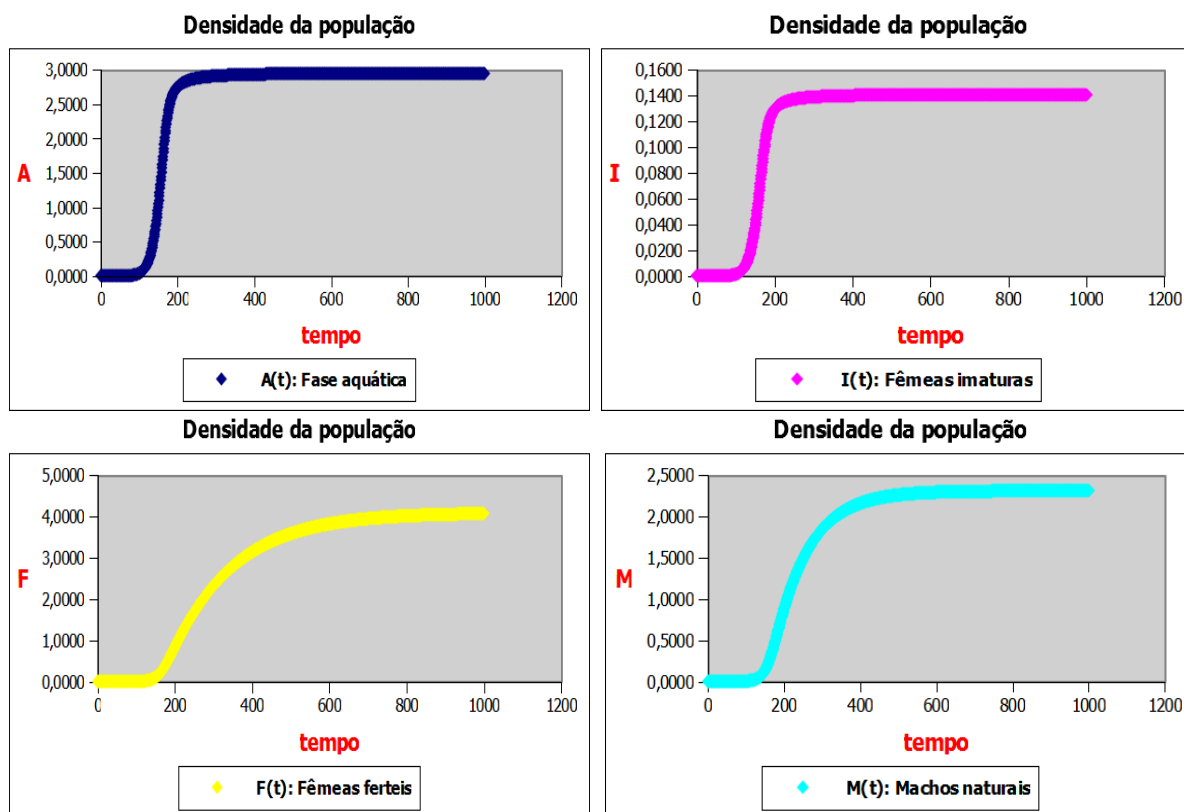 Densidade da população
3,0000
2,5000
2,0000
1,5000
1,0000
0,5000
0,0000
A
0 200 400 600 800 1000 1200
tempo
A(t): Fase aquática
Densidade da população
0,1600
0,1400
0,1200
0,1000
0,0800
0,0600
0,0400
0,0200
0,0000
I
0 200 400 600 800 1000 1200
tempo
I(t): Fêmeas imaturas
Densidade da população
5,0000
4,0000
3,0000
2,0000
1,0000
0,0000
F
0 200 400 600 800 1000 1200
tempo
F(t): Fêmeas ferteis
Densidade da população
2,5000
2,0000
1,5000
1,0000
0,5000
0,0000
M
0 200 400 600 800 1000 1200
tempo
M(t): Machos naturais